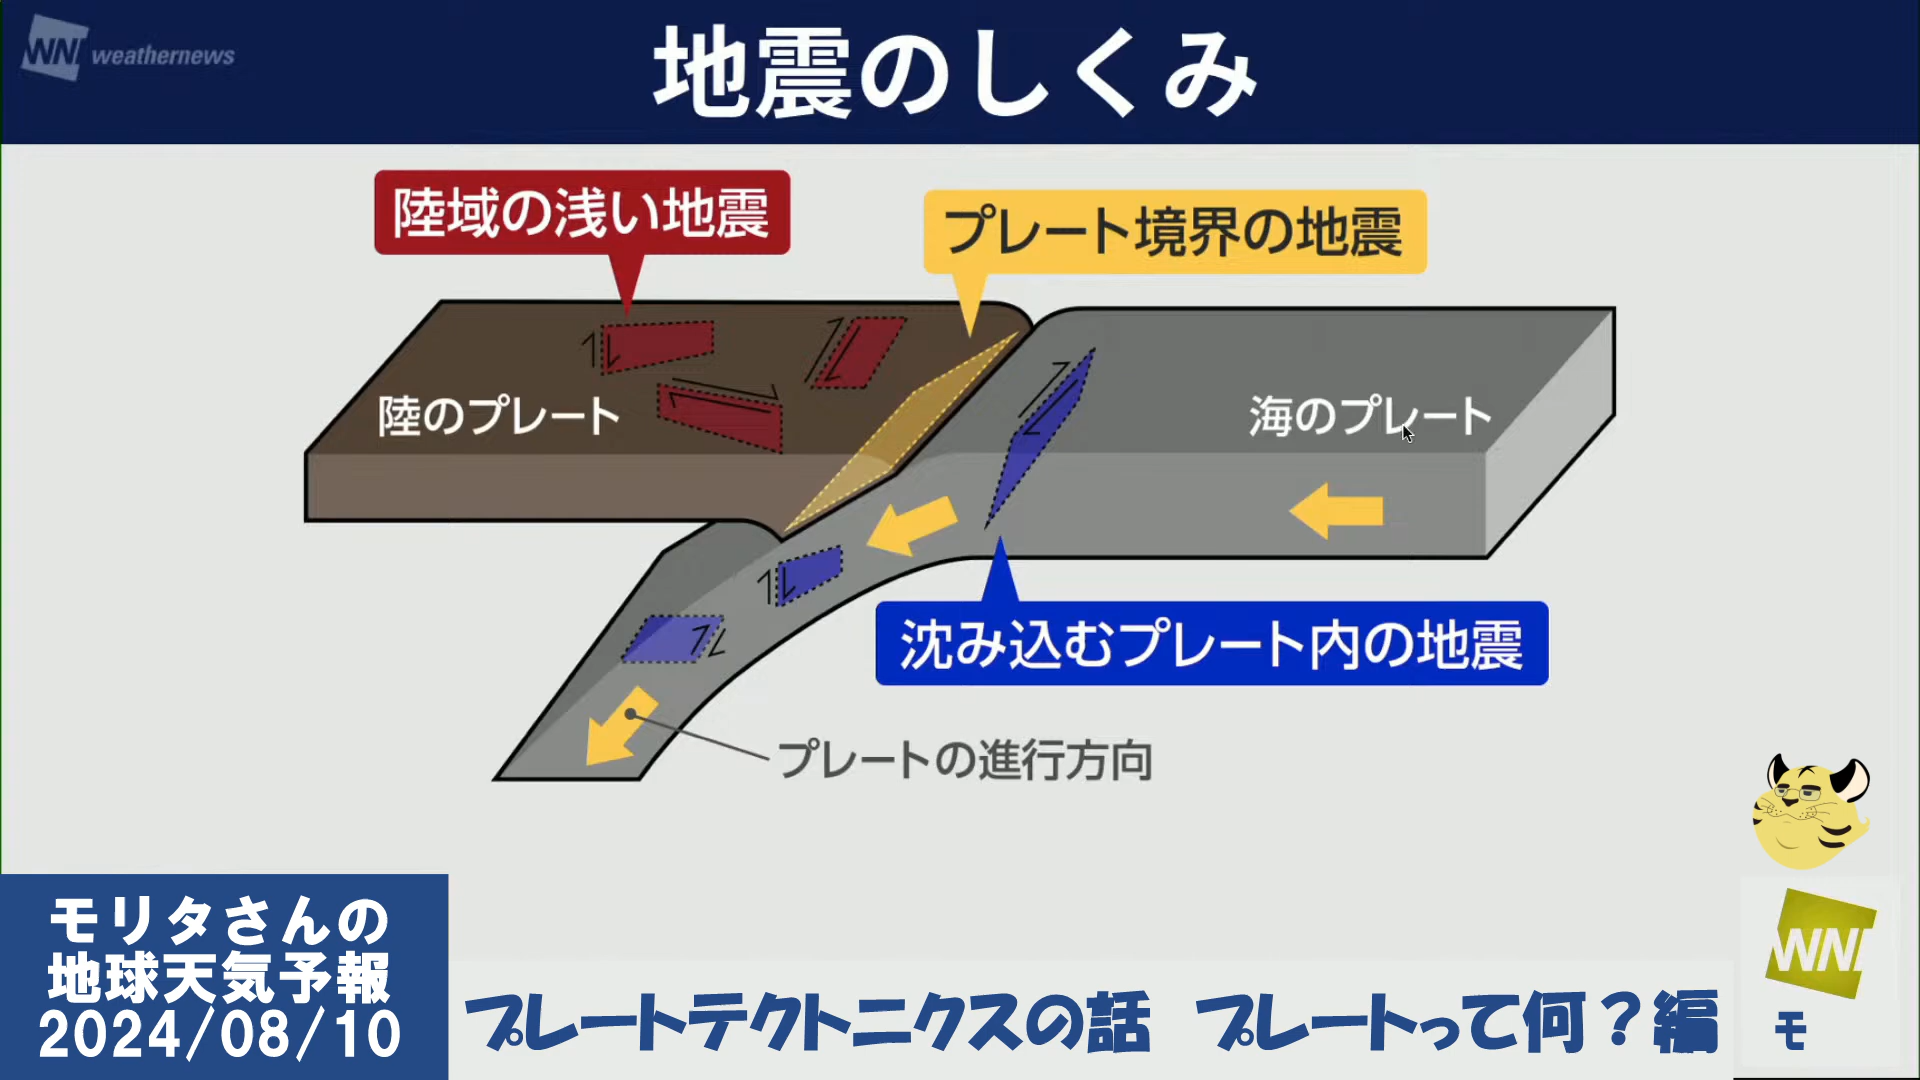 WNI weathernews
地震のしくみ
陸域の浅い地震
プレート境界の地震
陸のプレート
海のプレート
沈み込むプレート内の地震
プレートの進行方向
モリタさんの
地球天気予報
2024/08/10
プレートテクトニクスの話 プレートって何？編
WNI
モ